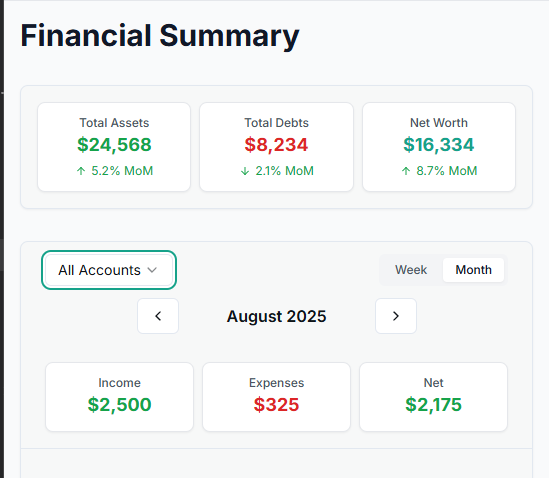 Financial Summary
Total Assets
$24,568
↑ 5.2% MoM
Total Debts
$8,234
↓ 2.1% MoM
Net Worth
$16,334
↑ 8.7% MoM
All Accounts
Week
Month
August 2025
Income
$2,500
Expenses
$325
Net
$2,175